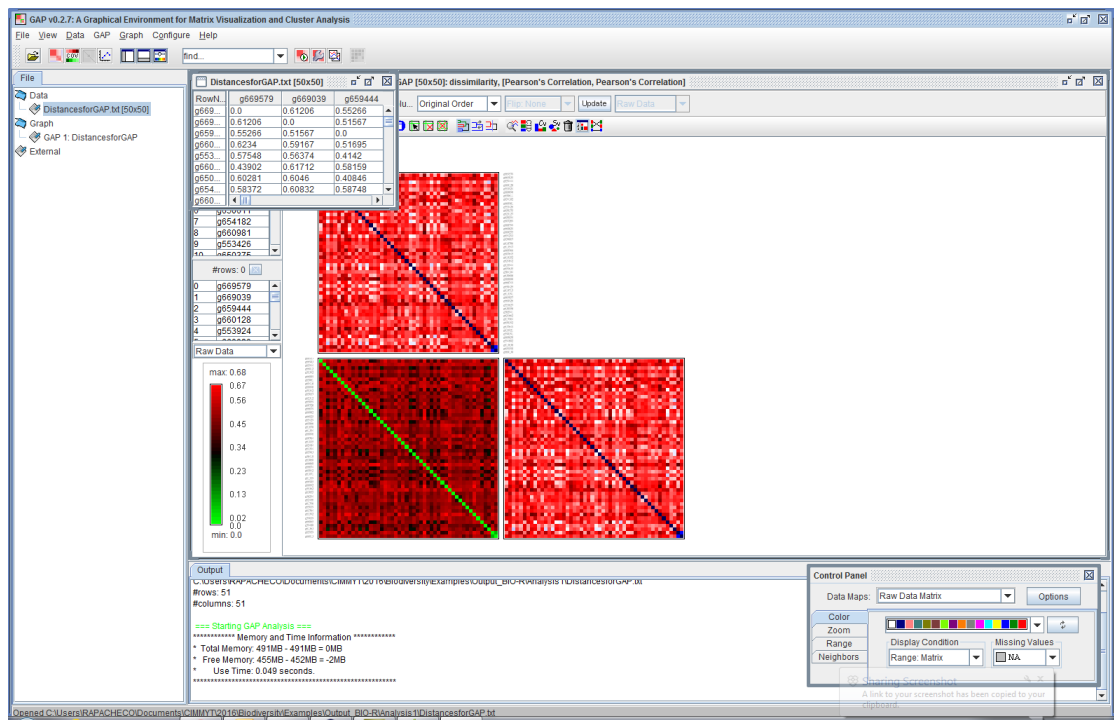 GAP v0.2.7: A Graphical Environment for Matrix Visualization and Cluster Analysis
File View Data GAP Graph Configure Help
find...
File
Data
DistancesforGAP.txt [50x50]
Graph
GAP 1: DistancesforGAP
External
DistancesforGAP.txt [50x50]
RowN... g669579 g669039 g659444
g669... 0.0 0.61206 0.55266
g669... 0.61206 0.0 0.51567
g659... 0.55266 0.51567 0.0
g660... 0.6234 0.59167 0.51695
g553... 0.57548 0.56374 0.4142
g660... 0.43902 0.61712 0.58159
g650... 0.60281 0.6046 0.40846
g654... 0.58372 0.60832 0.58748
g660...
GAP [50x50]: dissimilarity, [Pearson's Correlation, Pearson's Correlation]
Original Order Flip: None Update Raw Data
7 g654182
8 g660981
9 g553426
#rows: 0
0 g669579
1 g669039
2 g659444
3 g660128
4 g553924
Raw Data
max: 0.68
0.67
0.56
0.45
0.34
0.23
0.13
0.02
0.0
min: 0.0
Output
C:\Users\RAPACHECO\Documents\CIMMYT\2016\Biodiversity\Examples\Output_BIO-R\Analysis1\DistancesforGAP.txt
#rows: 51
#columns: 51
=== Starting GAP Analysis ===
************ Memory and Time Information ************
* Total Memory: 491MB - 491MB = 0MB
* Free Memory: 455MB - 452MB = -2MB
* Use Time: 0.049 seconds.
Control Panel
Data Maps: Raw Data Matrix Options
Color
Zoom
Range
Neighbors
Display Condition
Range: Matrix
Missing Values
NA
Sharing Screenshot
A link to your screenshot has been copied to your
clipboard.
Opened C:\Users\RAPACHECO\Documents\CIMMYT\2016\Biodiversity\Examples\Output_BIO-R\Analysis1\DistancesforGAP.txt